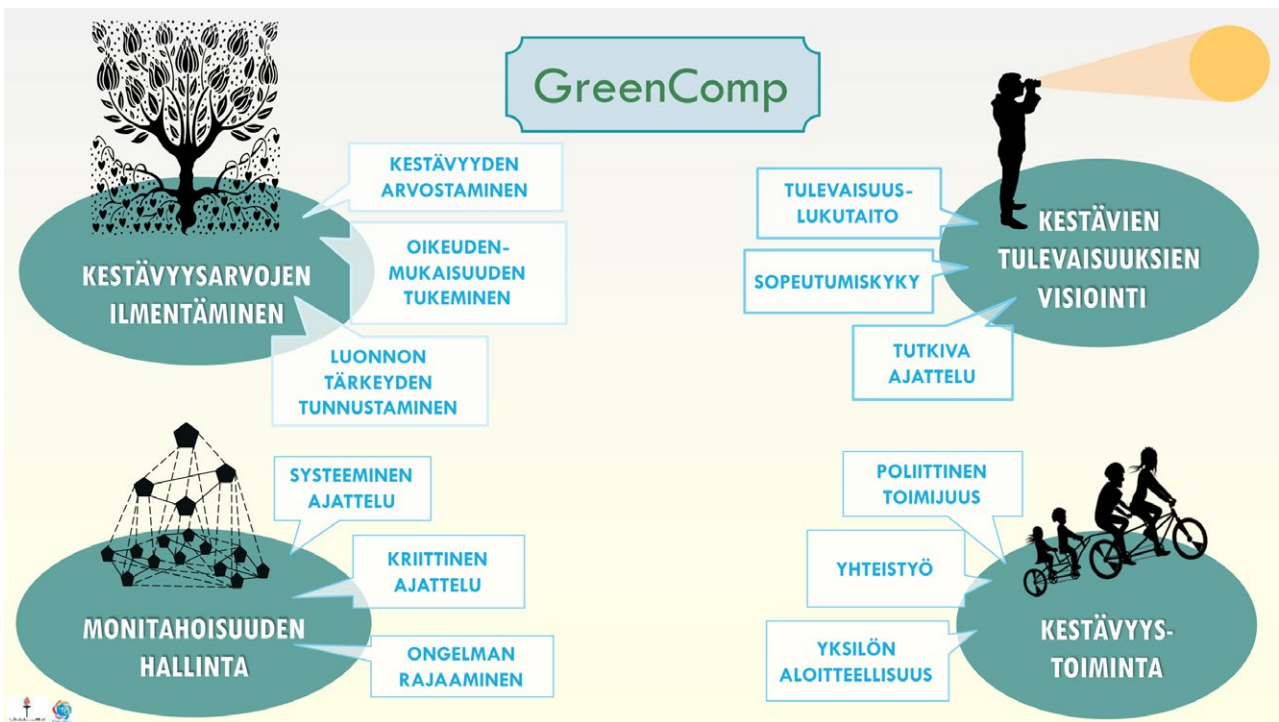 GreenComp
KESTÄVYYDEN
ARVOSTAMINEN
OIKEUDEN-
MUKAISUUDEN
TUKEMINEN
LUONNON
TÄRKEYDEN
TUNNUSTAMINEN
KESTÄVYYSARVOJEN
ILMENTÄMINEN
TULEVAISUUS-
LUKUTAITO
SOPEUTUMISKYKY
TUTKIVA
AJATTELU
KESTÄVIEN
TULEVAISUUKSIEN
VISIOINTI
SYSTEEMINEN
AJATTELU
KRIITTINEN
AJATTELU
ONGELMAN
RAJAAMINEN
MONITAHOISUUDEN
HALLINTA
POLIITTINEN
TOIMIJUUS
YHTEISTYÖ
YKSILÖN
ALOITTEELLISUUS
KESTÄVYYS-
TOIMINTA